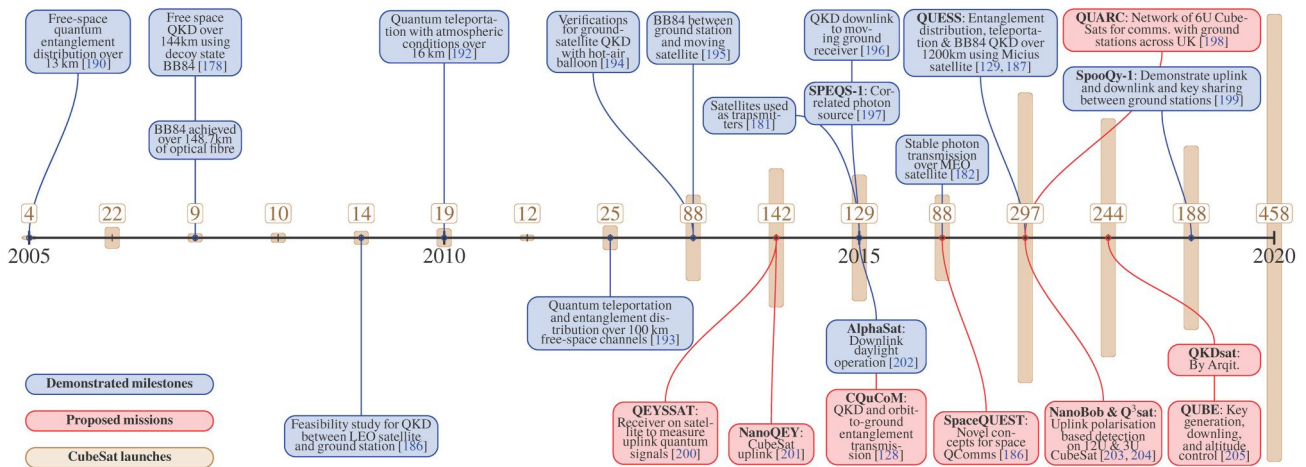 Free-space
quantum
entanglement
distribution over
13 km [190]
Free space
QKD over
144km using
decoy state
BB84 [178]
BB84 achieved
over 148.7km
of optical fibre
Quantum teleporta-
tion with atmospheric
conditions over
16 km [192]
Verifications
for ground-
satellite QKD
with hot-air
balloon [194]
BB84 between
ground station
and moving
satellite [195]
QKD downlink
to mov-
ing ground
receiver [196]
SPEQS-1: Cor-
related photon
source [197]
Satellites used
as transmit-
ters [181]
QUESS: Entanglement
distribution, teleporta-
tion & BB84 QKD over
1200km using Micius
satellite [129, 187]
Stable photon
transmission
over MEO
satellite [182]
QUARC: Network of 6U Cube-
Sats for comms. with ground
stations across UK [198]
SpooQy-1: Demonstrate uplink
and downlink and key sharing
between ground stations [199]
4
22
9
10
14
19
12
25
88
142
129
88
297
244
188
458
2005
2010
2015
2020
Quantum teleportation
and entanglement dis-
tribution over 100 km
free-space channels [193]
Feasibility study for QKD
between LEO satellite
and ground station [186]
QEYSSAT:
Receiver on satel-
lite to measure
uplink quantum
signals [200]
NanoQEY:
CubeSat
uplink [201]
AlphaSat:
Downlink
daylight
operation [202]
CQuCoM:
QKD and orbit-
to-ground
entanglement
transmis-
sion [128]
SpaceQUEST:
Novel con-
cepts for space
QComms [186]
NanoBob & Q³sat:
Uplink polarisation
based detection
on 12U & 3U
CubeSat [203, 204]
QKDsat:
By Arqit.
QUBE: Key
generation,
downling,
and altitude
control [205]
Demonstrated milestones
Proposed missions
CubeSat launches